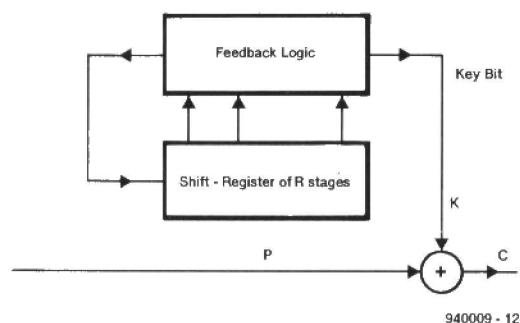 Feedback Logic
Key Bit
Shift - Register of R stages
K
P
+
C
940009 - 12